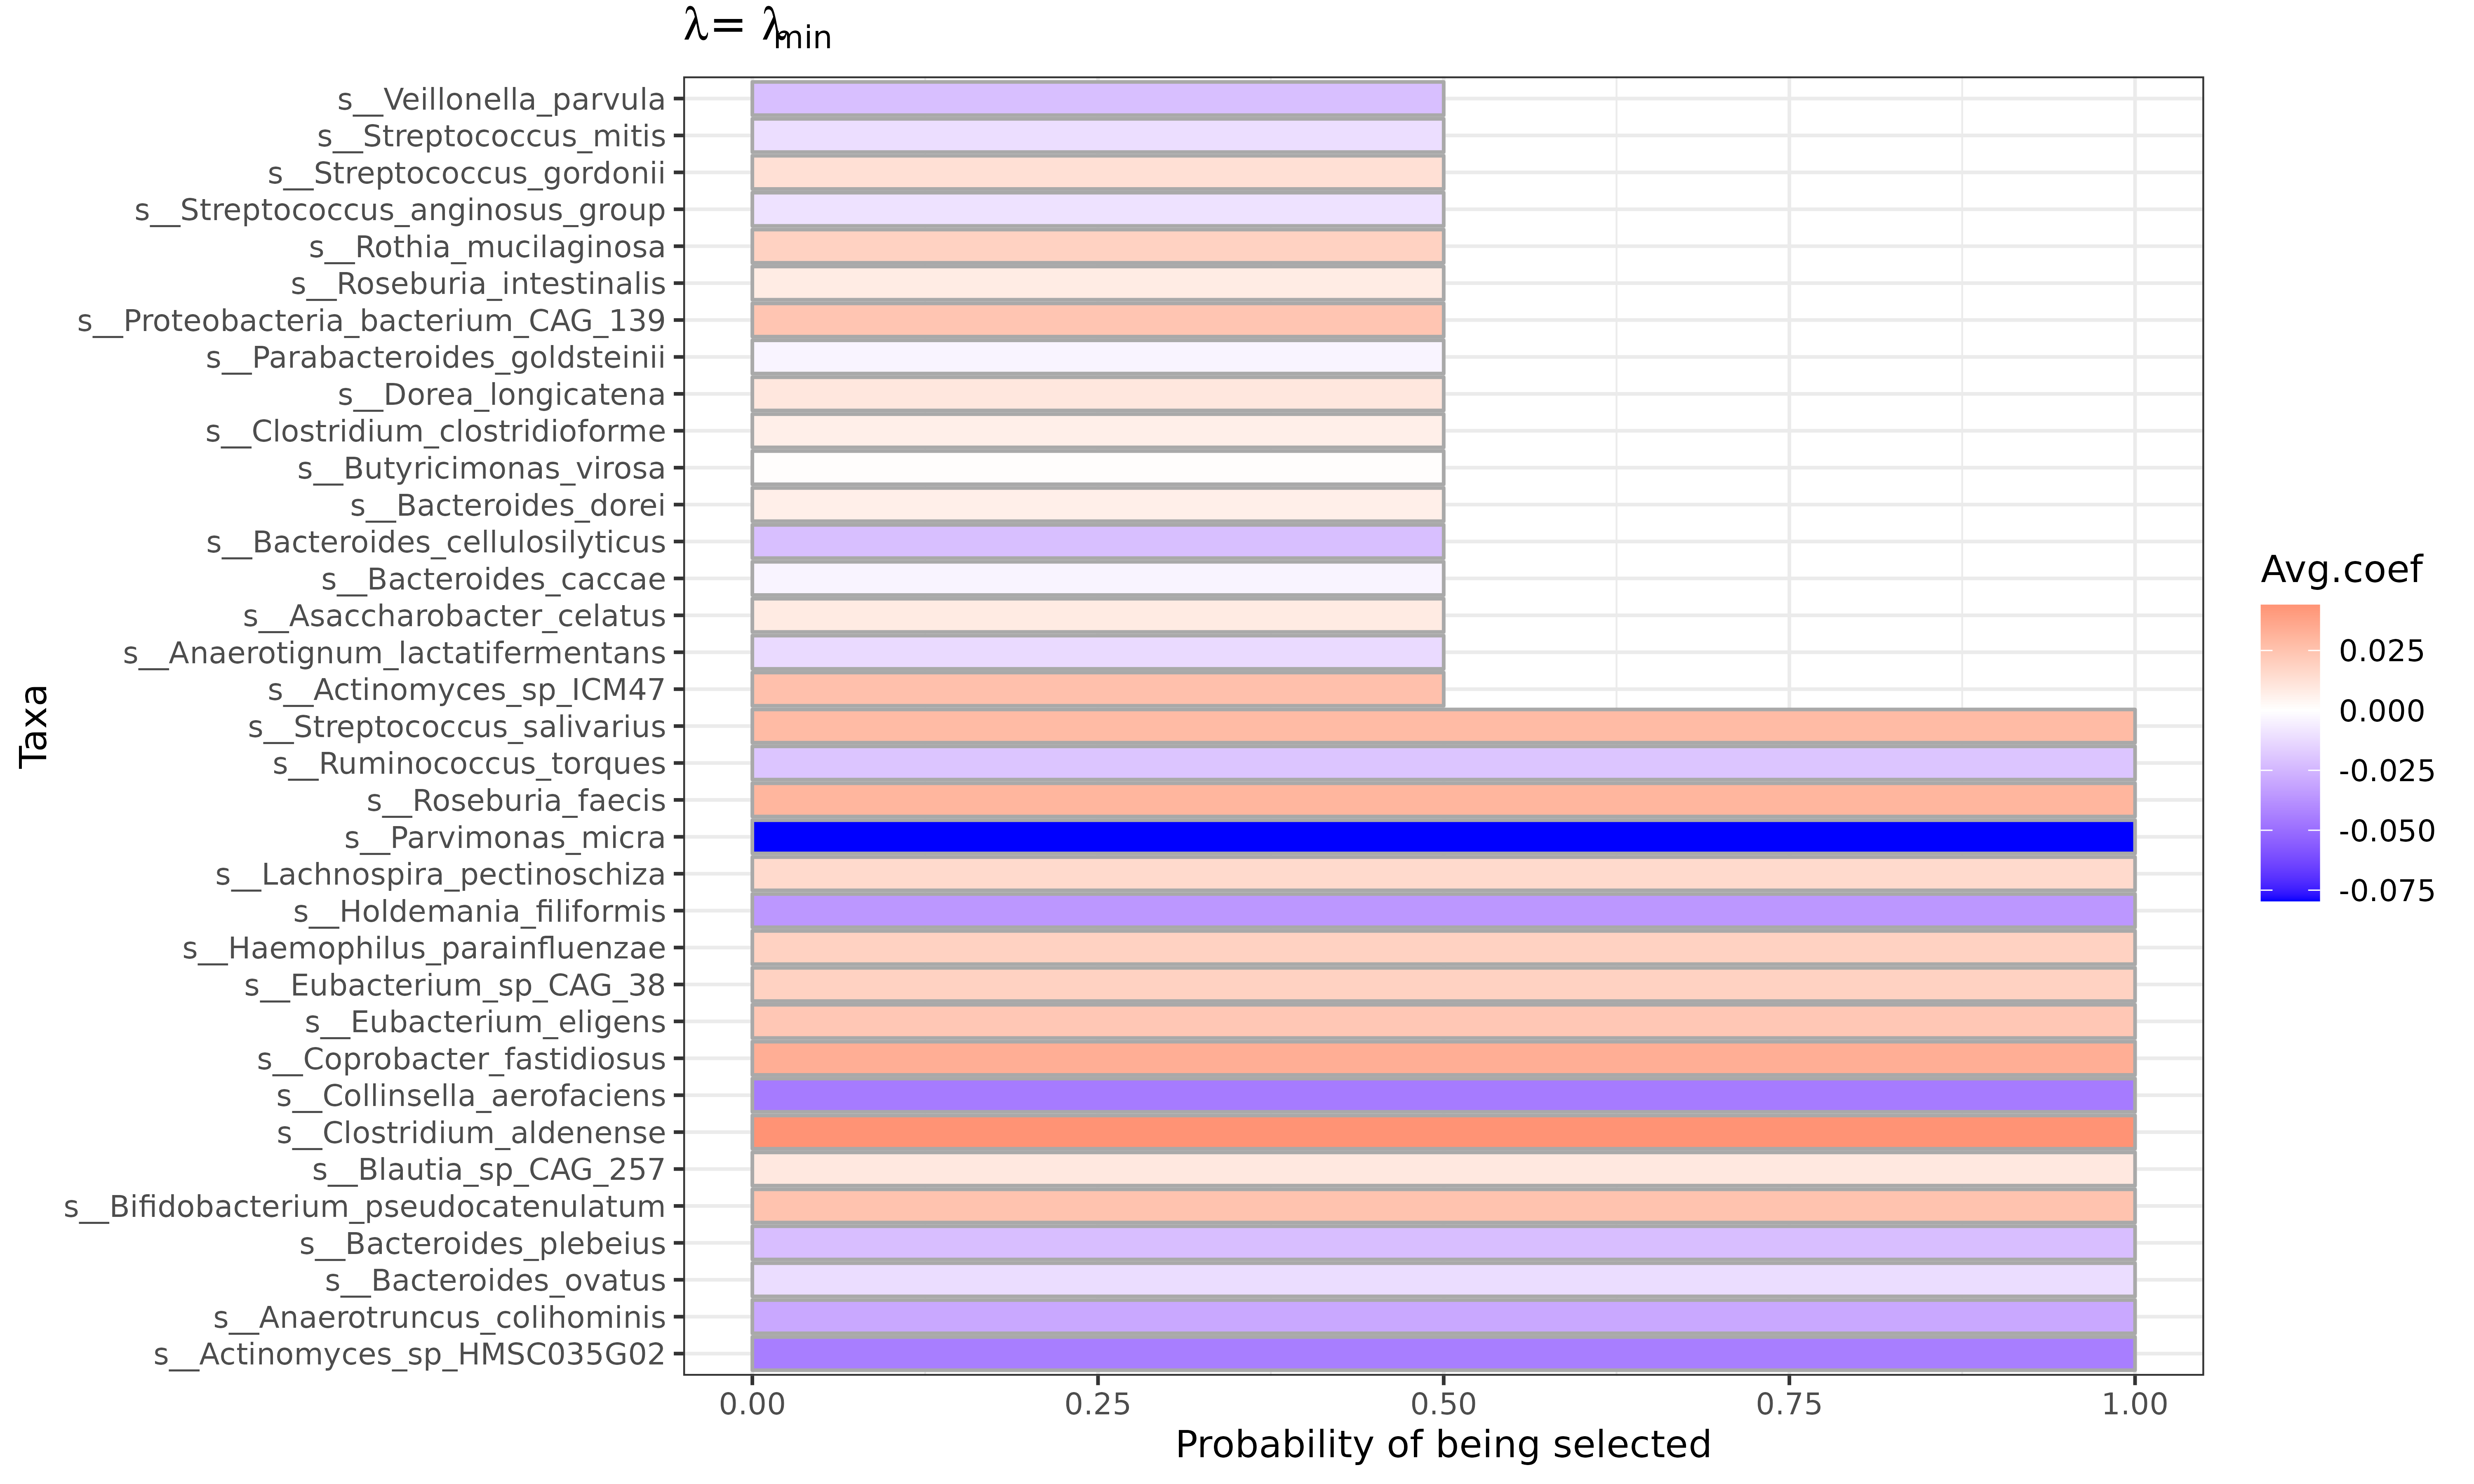 λ= λmin
s__Veillonella_parvula
s__Streptococcus_mitis
s__Streptococcus_gordonii
s__Streptococcus_anginosus_group
s__Rothia_mucilaginosa
s__Roseburia_intestinalis
s__Proteobacteria_bacterium_CAG_139
s__Parabacteroides_goldsteinii
s__Dorea_longicatena
s__Clostridium_clostridioforme
s__Butyricimonas_virosa
s__Bacteroides_dorei
s__Bacteroides_cellulosilyticus
s__Bacteroides_caccae
s__Asaccharobacter_celatus
s__Anaerotignum_lactatifermentans
s__Actinomyces_sp_ICM47
s__Streptococcus_salivarius
s__Ruminococcus_torques
s__Roseburia_faecis
s__Parvimonas_micra
s__Lachnospira_pectinoschiza
s__Holdemania_filiformis
s__Haemophilus_parainfluenzae
s__Eubacterium_sp_CAG_38
s__Eubacterium_eligens
s__Coprobacter_fastidiosus
s__Collinsella_aerofaciens
s__Clostridium_aldenense
s__Blautia_sp_CAG_257
s__Bifidobacterium_pseudocatenulatum
s__Bacteroides_plebeius
s__Bacteroides_ovatus
s__Anaerotruncus_colihominis
s__Actinomyces_sp_HMSC035G02
Taxa
0.00 0.25 0.50 0.75 1.00
Probability of being selected
Avg.coef
0.025
0.000
-0.025
-0.050
-0.075